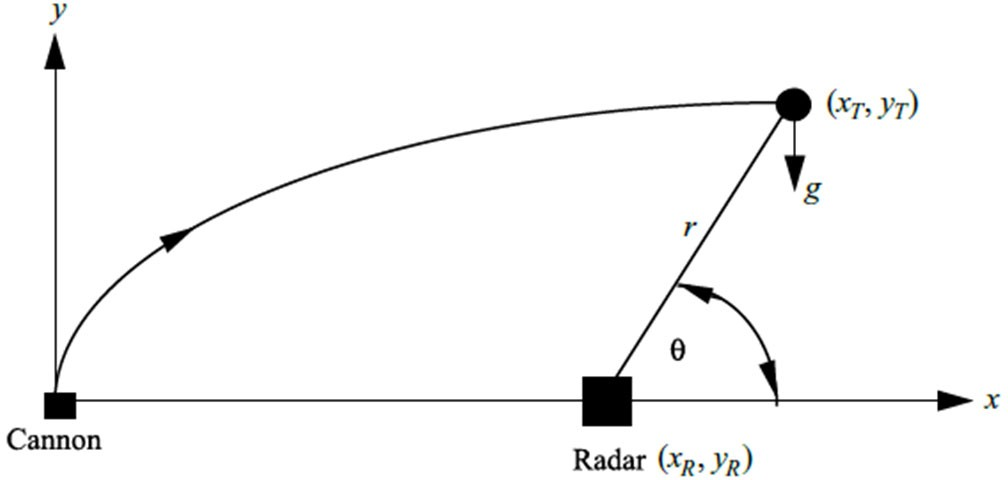 y
(x_T, y_T)
g
r
θ
x
Cannon
Radar (x_R, y_R)